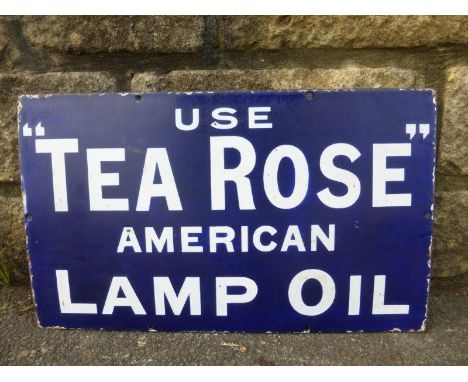 USE
“TEA ROSE”
AMERICAN
LAMP OIL